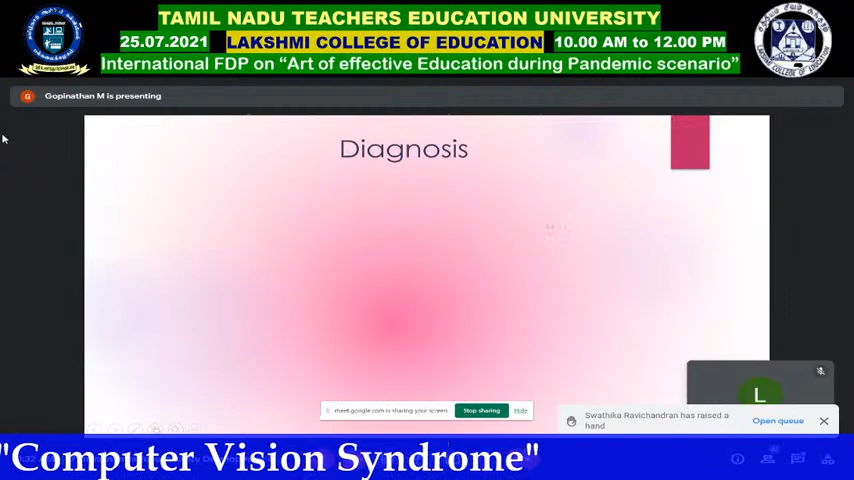 TAMIL NADU TEACHERS EDUCATION UNIVERSITY
25.07.2021 LAKSHMI COLLEGE OF EDUCATION 10.00 AM to 12.00 PM
International FDP on “Art of effective Education during Pandemic scenario”
G Gopinathan M is presenting
Diagnosis
L
meet.google.com is sharing your screen. Stop sharing Hide
Swathika Ravichandran has raised a
hand
Open queue
"Computer Vision Syndrome"